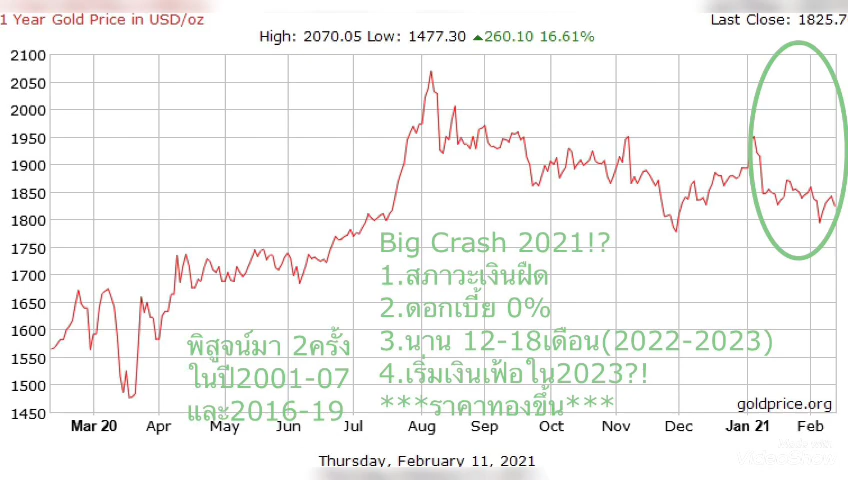 1 Year Gold Price in USD/oz
Last Close: 1825.7
High: 2070.05 Low: 1477.30 ▲260.10 16.61%
2100
2050
2000
1950
1900
1850
1800
1750
1700
1650
1600
1550
1500
1450
Big Crash 2021!?
1.สภาวะเงินฝืด
2.ดอกเบี้ย 0%
3.นาน 12-18เดือน(2022-2023)
4.เริ่มเงินเฟ้อใน2023?!
***ราคาทองขึ้น***
พิสูจน์มา 2ครั้ง
ในปี2001-07
และ2016-19
goldprice.org
Mar 20 Apr May Jun Jul Aug Sep Oct Nov Dec Jan 21 Feb
Made with
VideoShow
Thursday, February 11, 2021